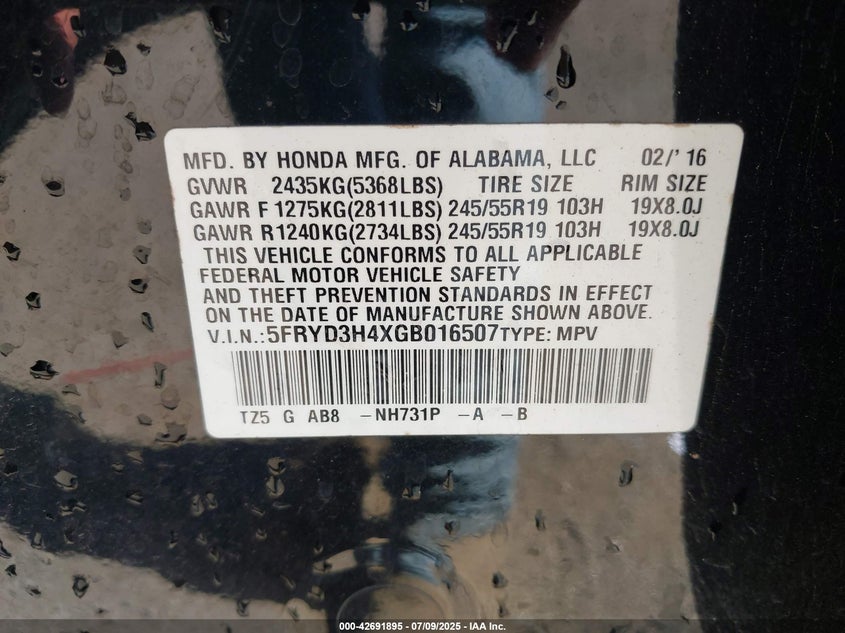 MFD. BY HONDA MFG. OF ALABAMA, LLC 02/' 16
GVWR 2435KG(5368LBS) TIRE SIZE RIM SIZE
GAWR F 1275KG(2811LBS) 245/55R19 103H 19X8.0J
GAWR R1240KG(2734LBS) 245/55R19 103H 19X8.0J
THIS VEHICLE CONFORMS TO ALL APPLICABLE
FEDERAL MOTOR VEHICLE SAFETY
AND THEFT PREVENTION STANDARDS IN EFFECT
ON THE DATE OF MANUFACTURE SHOWN ABOVE.
V.I.N.:5FRYD3H4XGB016507TYPE: MPV
TZ5 G AB8 -NH731P -A -B
000-42691895 - 07/09/2025 - IAA Inc.